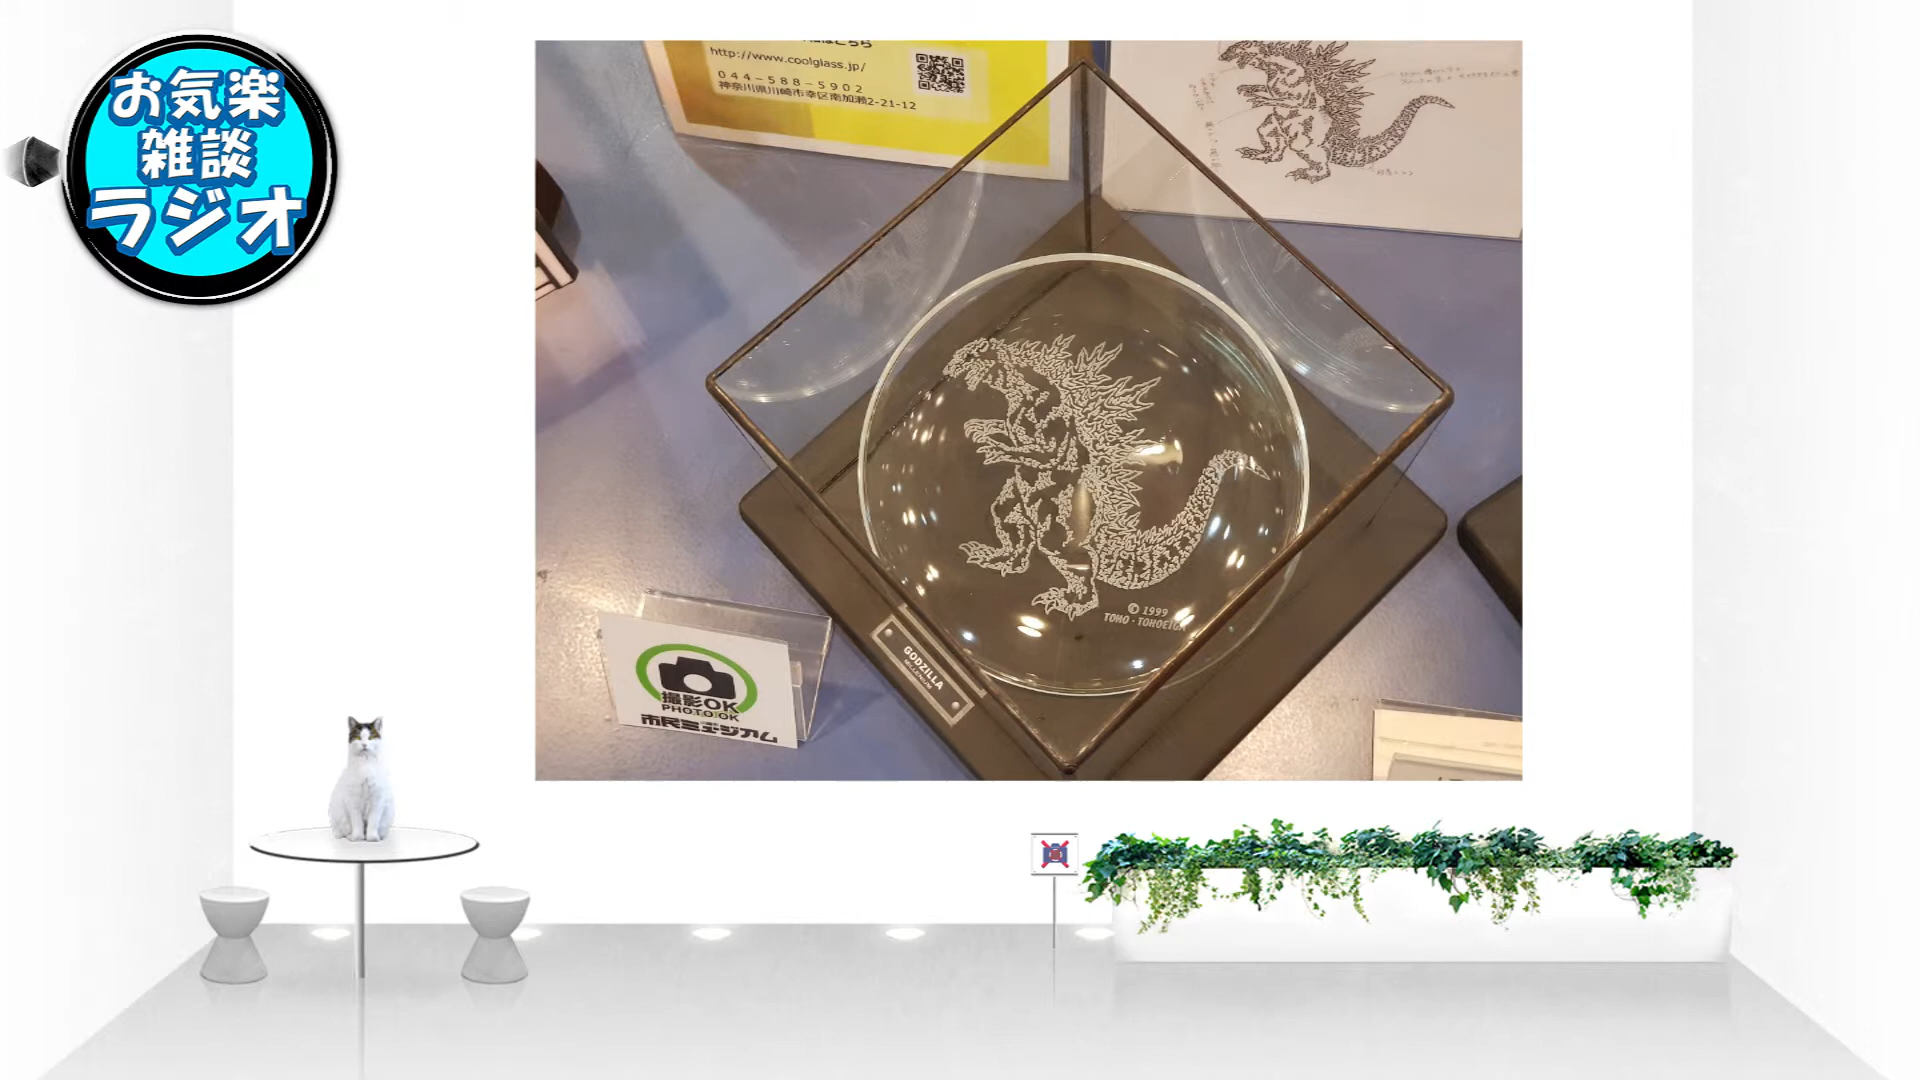 お気楽
雑談
ラジオ
http://www.coolglass.jp/
044-588-5902
神奈川県川崎市幸区南加瀬2-21-12
© 1999
TOHO・TOHOEIGA
GODZILLA
MILLENIUM
撮影OK
PHOTO OK
市民ミュージアム